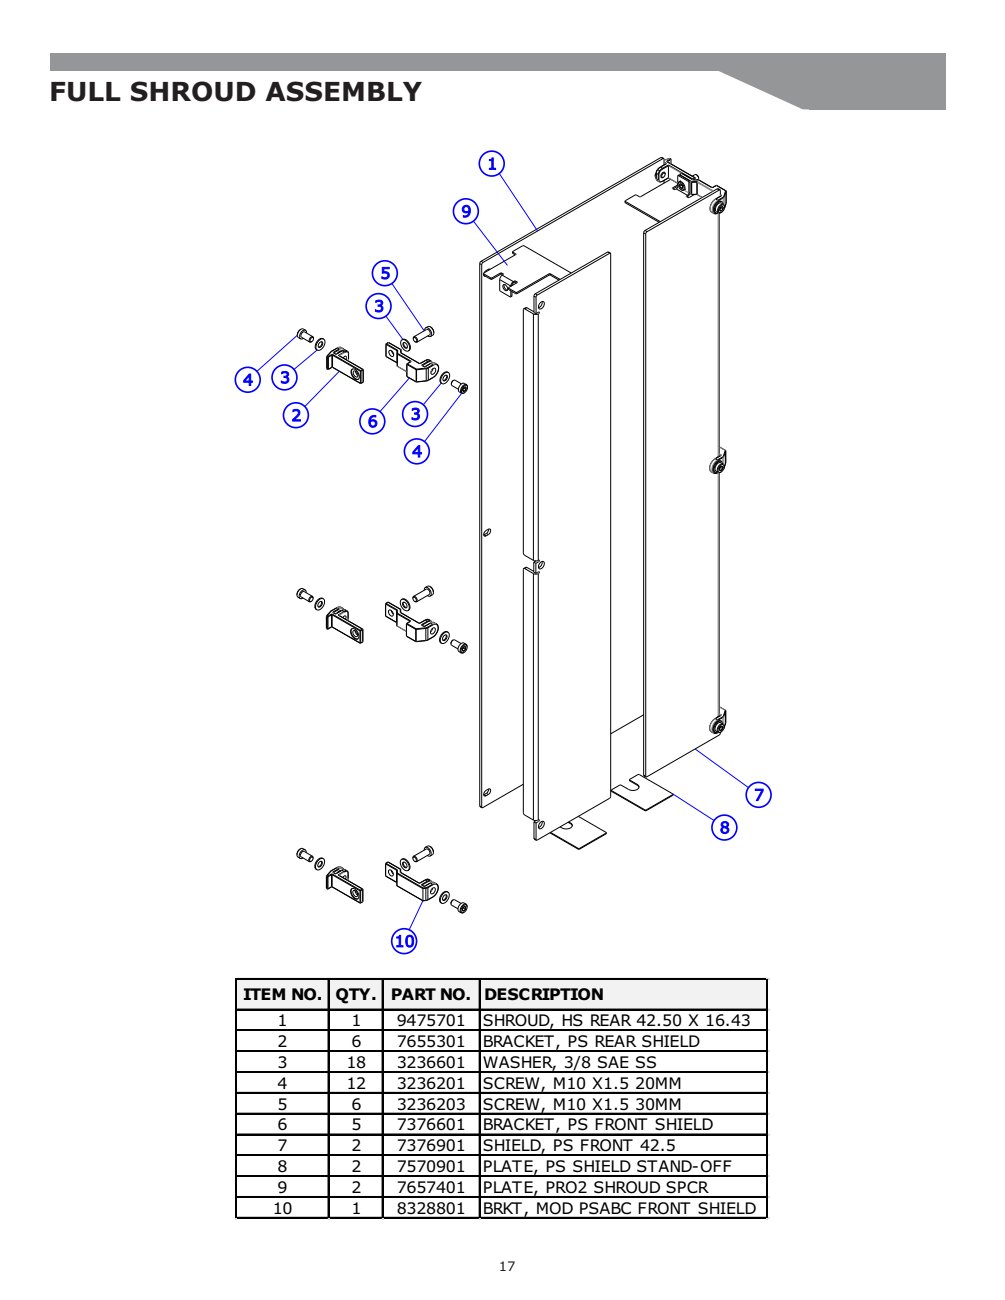 FULL SHROUD ASSEMBLY
1
9
5
3
4
3
2
6
3
4
7
8
10
ITEM NO. QTY. PART NO. DESCRIPTION
1 1 9475701 SHROUD, HS REAR 42.50 X 16.43
2 6 7655301 BRACKET, PS REAR SHIELD
3 18 3236601 WASHER, 3/8 SAE SS
4 12 3236201 SCREW, M10 X1.5 20MM
5 6 3236203 SCREW, M10 X1.5 30MM
6 5 7376601 BRACKET, PS FRONT SHIELD
7 2 7376901 SHIELD, PS FRONT 42.5
8 2 7570901 PLATE, PS SHIELD STAND-OFF
9 2 7657401 PLATE, PRO2 SHROUD SPCR
10 1 8328801 BRKT, MOD PSABC FRONT SHIELD
17